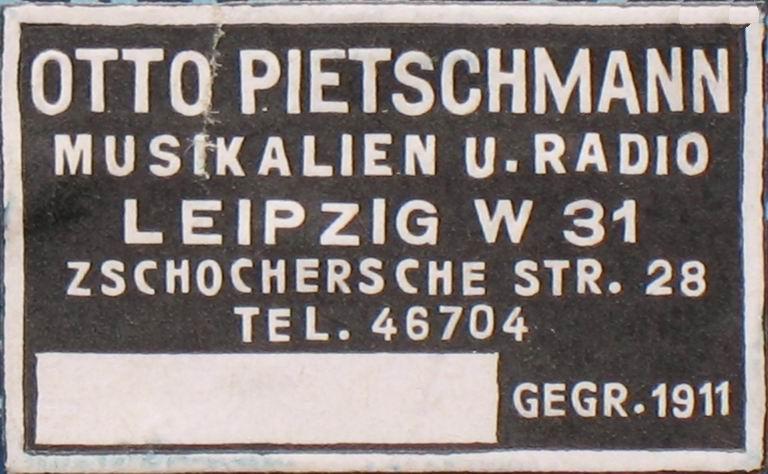 OTTO PIETSCHMANN
MUSIKALIEN U. RADIO
LEIPZIG W 31
ZSCHOCHERSCHE STR. 28
TEL. 46704
GEGR. 1911